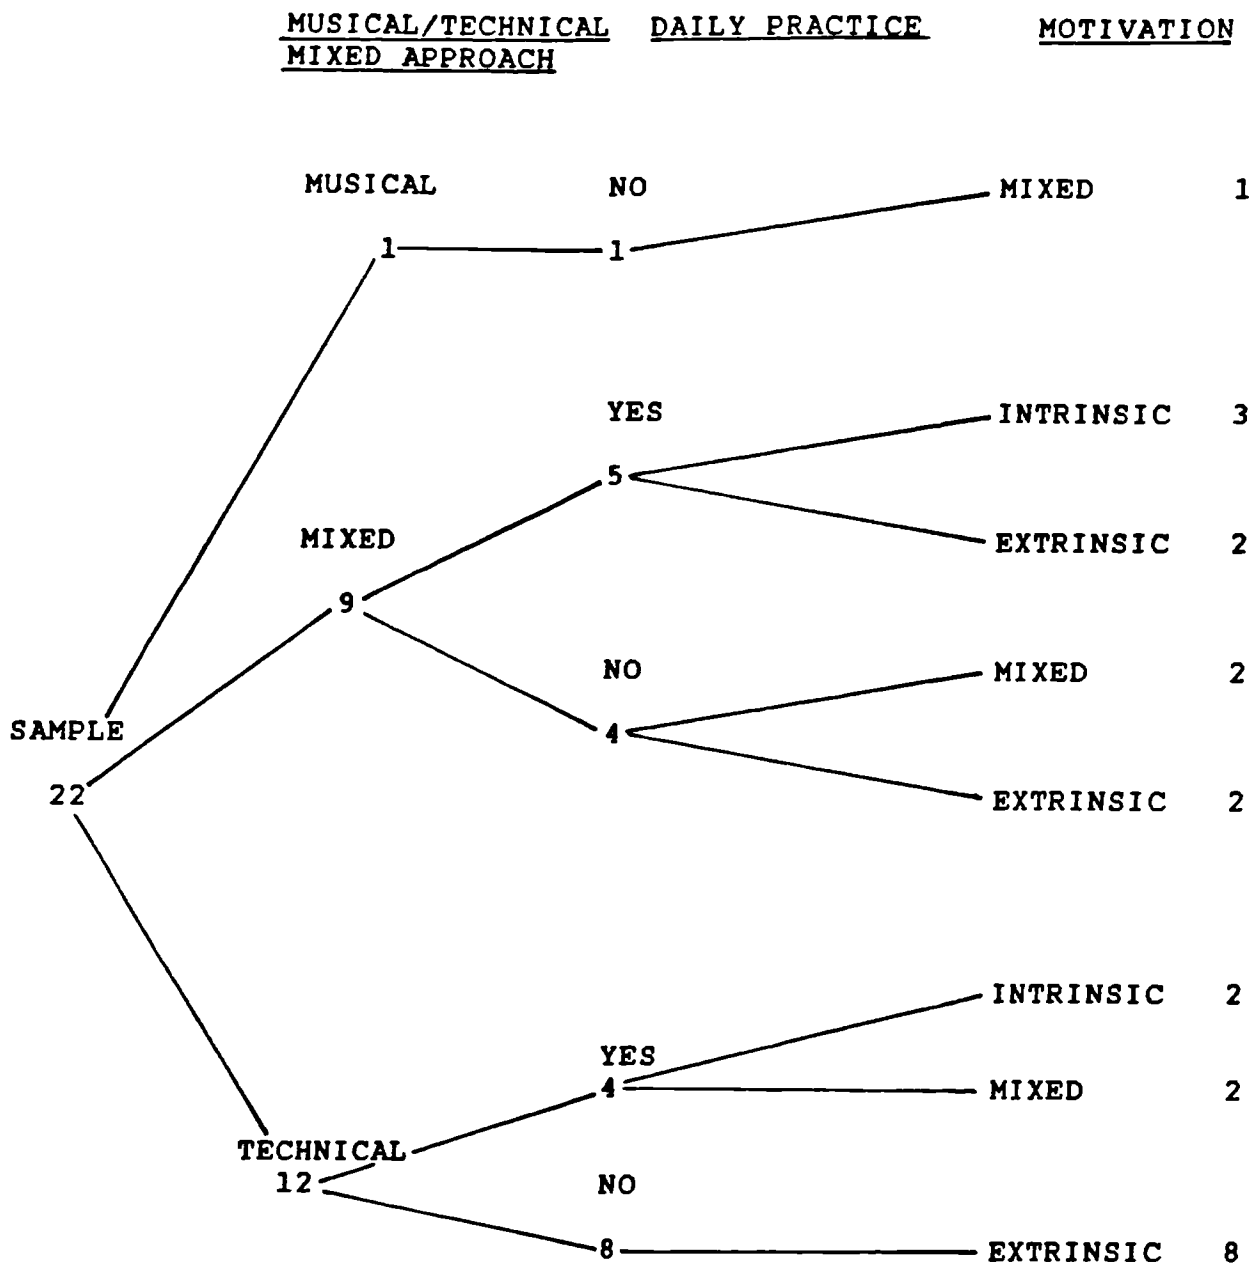 MUSICAL/TECHNICAL DAILY PRACTICE MOTIVATION
MIXED APPROACH
MUSICAL NO MIXED 1
1 1
YES INTRINSIC 3
5
MIXED EXTRINSIC 2
9
NO MIXED 2
SAMPLE 4
22 EXTRINSIC 2
INTRINSIC 2
YES
4 MIXED 2
TECHNICAL
12 NO
8 EXTRINSIC 8